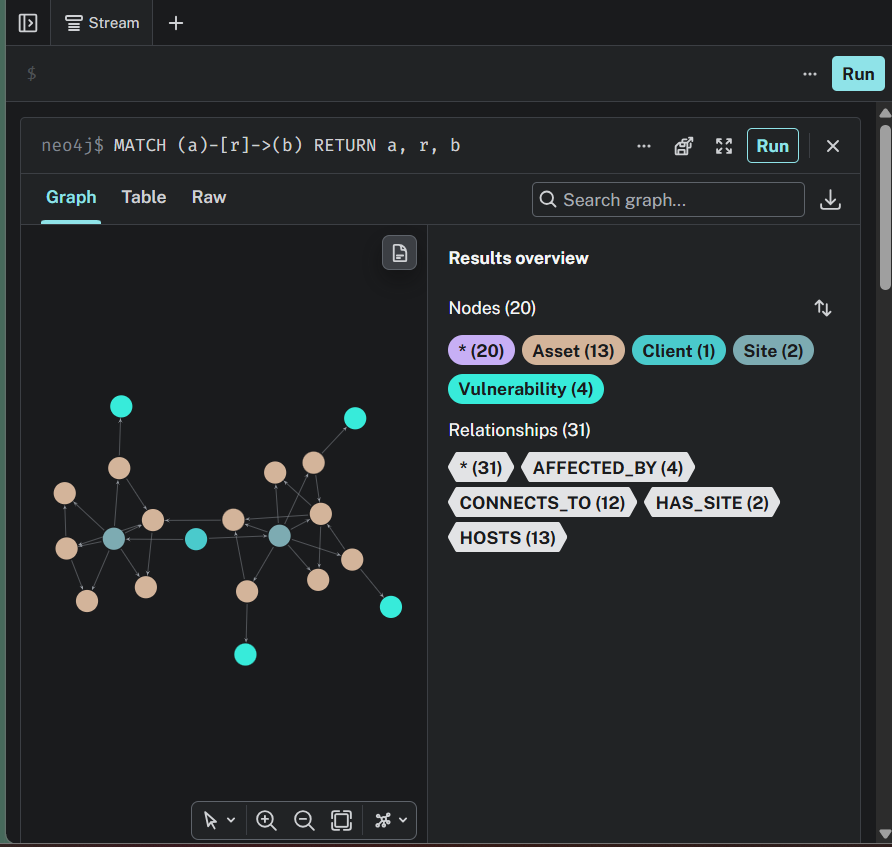 Stream
$
Run
neo4j$ MATCH (a)-[r]->(b) RETURN a, r, b
Run
Graph Table Raw
Search graph...
Results overview
Nodes (20)
* (20) Asset (13) Client (1) Site (2)
Vulnerability (4)
Relationships (31)
* (31) AFFECTED_BY (4)
CONNECTS_TO (12) HAS_SITE (2)
HOSTS (13)